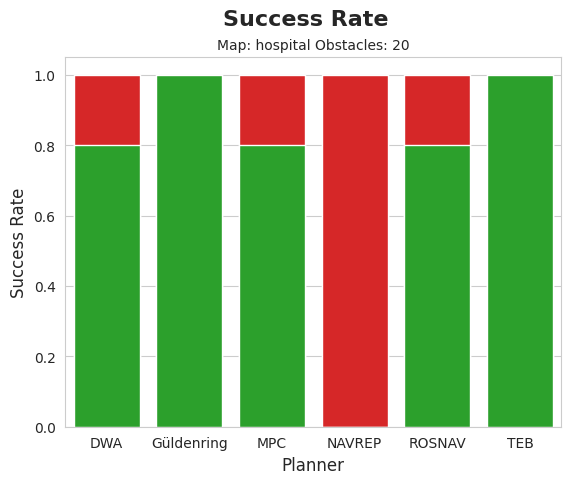 Success Rate
Map: hospital Obstacles: 20
Success Rate
1.0
0.8
0.6
0.4
0.2
0.0
DWA Güldenring MPC NAVREP ROSNAV TEB
Planner